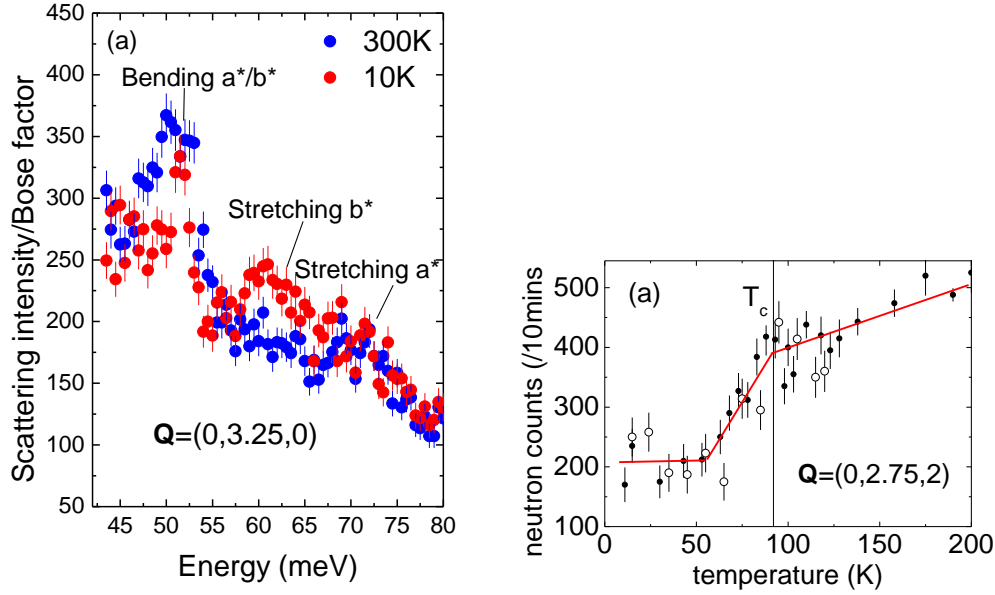 (a)
300K
10K
Bending a*/b*
Stretching b*
Stretching a*
Q=(0,3.25,0)
Scattering intensity/Bose factor
450
400
350
300
250
200
150
100
50
45 50 55 60 65 70 75 80
Energy (meV)
(a)
Tc
Q=(0,2.75,2)
neutron counts (/10mins)
500
400
300
200
100
0 50 100 150 200
temperature (K)